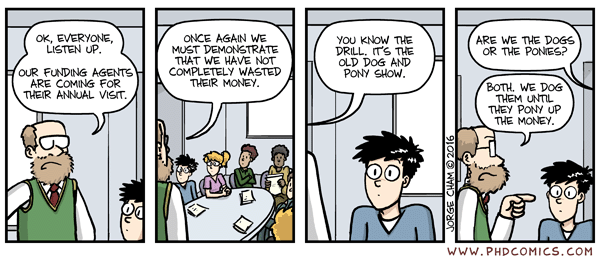 OK, EVERYONE,
LISTEN UP.
OUR FUNDING AGENTS
ARE COMING FOR
THEIR ANNUAL VISIT.
ONCE AGAIN WE
MUST DEMONSTRATE
THAT WE HAVE NOT
COMPLETELY WASTED
THEIR MONEY.
YOU KNOW THE
DRILL. IT'S THE
OLD DOG AND
PONY SHOW.
JORGE CHAM © 2016
ARE WE THE DOGS
OR THE PONIES?
BOTH. WE DOG
THEM UNTIL
THEY PONY UP
THE MONEY.
WWW.PHDCOMICS.COM